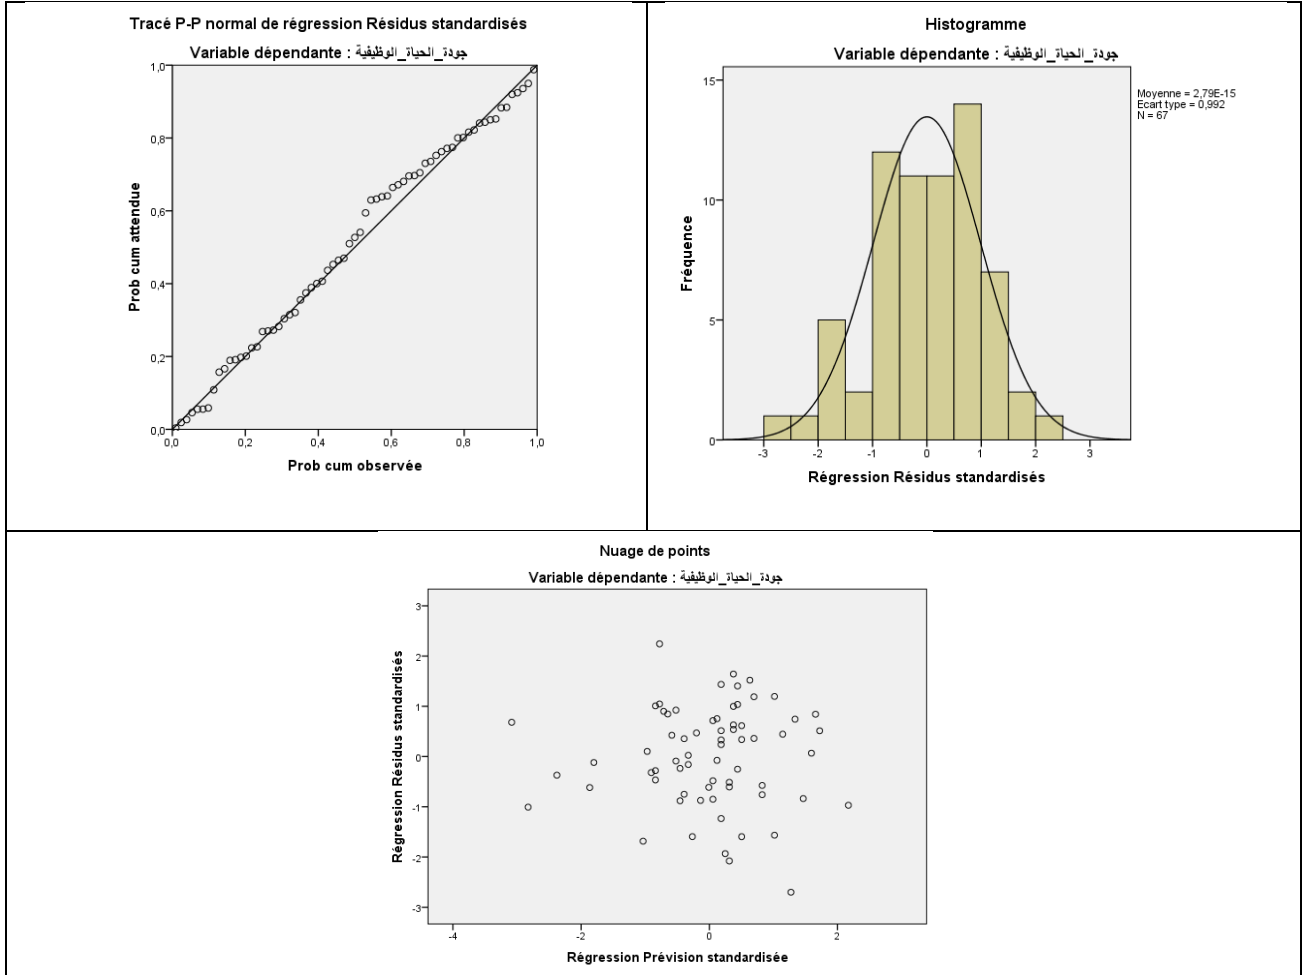 Tracé P-P normal de régression Résidus standardisés
Variable dépendante : جودة_الحياة_الوظيفية
1,0
0,8
0,6
0,4
0,2
0,0
Prob cum attendue
0,0 0,2 0,4 0,6 0,8 1,0
Prob cum observée
Histogramme
Variable dépendante : جودة_الحياة_الوظيفية
15
10
5
0
Fréquence
-3 -2 -1 0 1 2 3
Régression Résidus standardisés
Moyenne = 2,79E-15
Ecart type = 0,992
N = 67
Nuage de points
Variable dépendante : جودة_الحياة_الوظيفية
3
2
1
0
-1
-2
-3
Régression Résidus standardisés
-4 -2 0 2
Régression Prévision standardisée